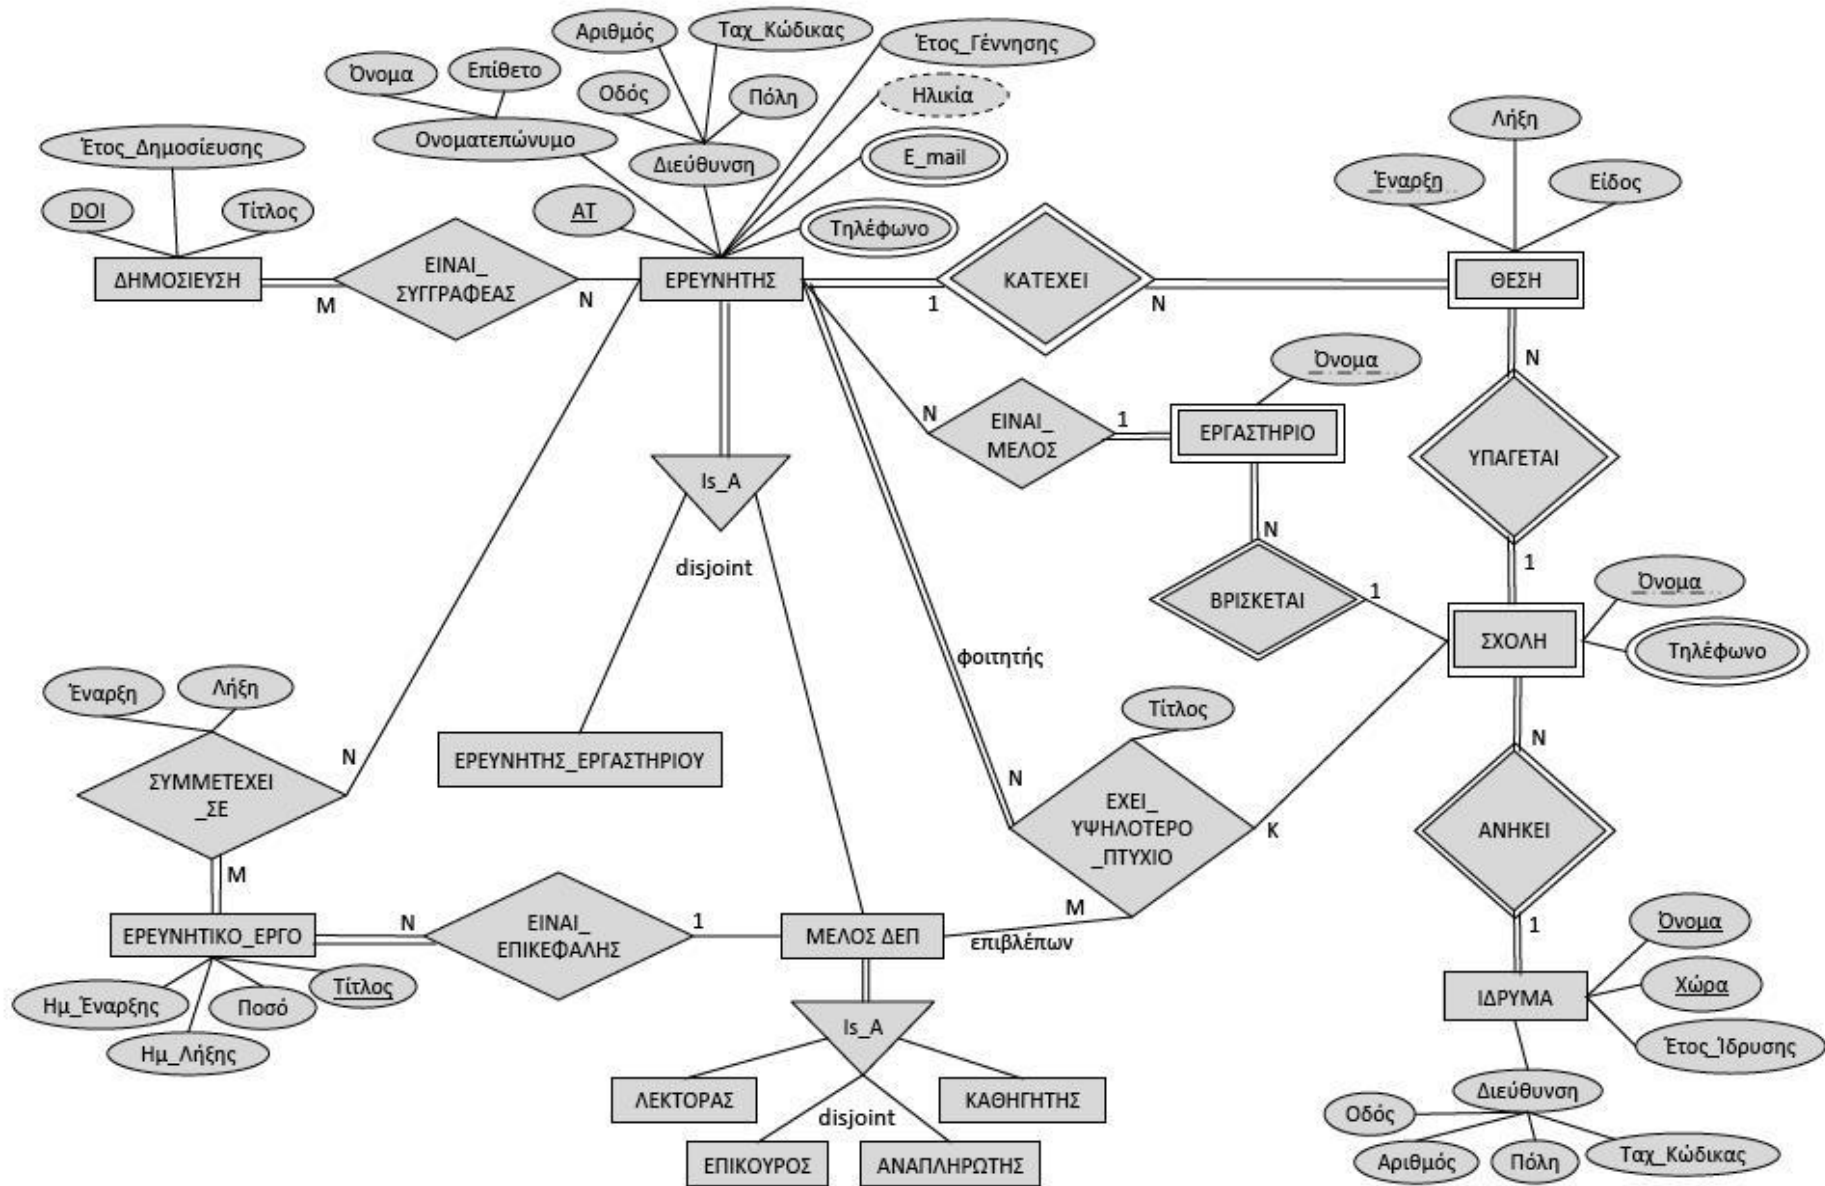 Αριθμός
Ταχ_Κώδικας
Έτος_Γέννησης
Όνομα
Επίθετο
Οδός
Πόλη
Ηλικία
Λήξη
Έτος_Δημοσίευσης
Ονοματεπώνυμο
Διεύθυνση
E_mail
Έναρξη
Είδος
DOI
Τίτλος
ΑΤ
Τηλέφωνο
ΔΗΜΟΣΙΕΥΣΗ
M
ΕΙΝΑΙ_
ΣΥΓΓΡΑΦΕΑΣ
N
ΕΡΕΥΝΗΤΗΣ
1
ΚΑΤΕΧΕΙ
N
ΘΕΣΗ
Όνομα
N
N
ΕΙΝΑΙ_
ΜΕΛΟΣ
1
ΕΡΓΑΣΤΗΡΙΟ
ΥΠΑΓΕΤΑΙ
Is_A
disjoint
N
1
ΒΡΙΣΚΕΤΑΙ
1
Όνομα
ΣΧΟΛΗ
Τηλέφωνο
φοιτητής
Έναρξη
Λήξη
Τίτλος
N
ΣΥΜΜΕΤΕΧΕΙ
_ΣΕ
ΕΡΕΥΝΗΤΗΣ_ΕΡΓΑΣΤΗΡΙΟΥ
N
N
ΕΧΕΙ_
ΥΨΗΛΟΤΕΡΟ
_ΠΤΥΧΙΟ
K
ΑΝΗΚΕΙ
M
M
ΕΡΕΥΝΗΤΙΚΟ_ΕΡΓΟ
N
ΕΙΝΑΙ_
ΕΠΙΚΕΦΑΛΗΣ
1
ΜΕΛΟΣ ΔΕΠ
επιβλέπων
1
Όνομα
Τίτλος
Ημ_Έναρξης
Ποσό
Ημ_Λήξης
Χώρα
ΙΔΡΥΜΑ
Έτος_Ίδρυσης
Is_A
ΛΕΚΤΟΡΑΣ
ΚΑΘΗΓΗΤΗΣ
disjoint
ΕΠΙΚΟΥΡΟΣ
ΑΝΑΠΛΗΡΩΤΗΣ
Διεύθυνση
Οδός
Αριθμός
Πόλη
Ταχ_Κώδικας